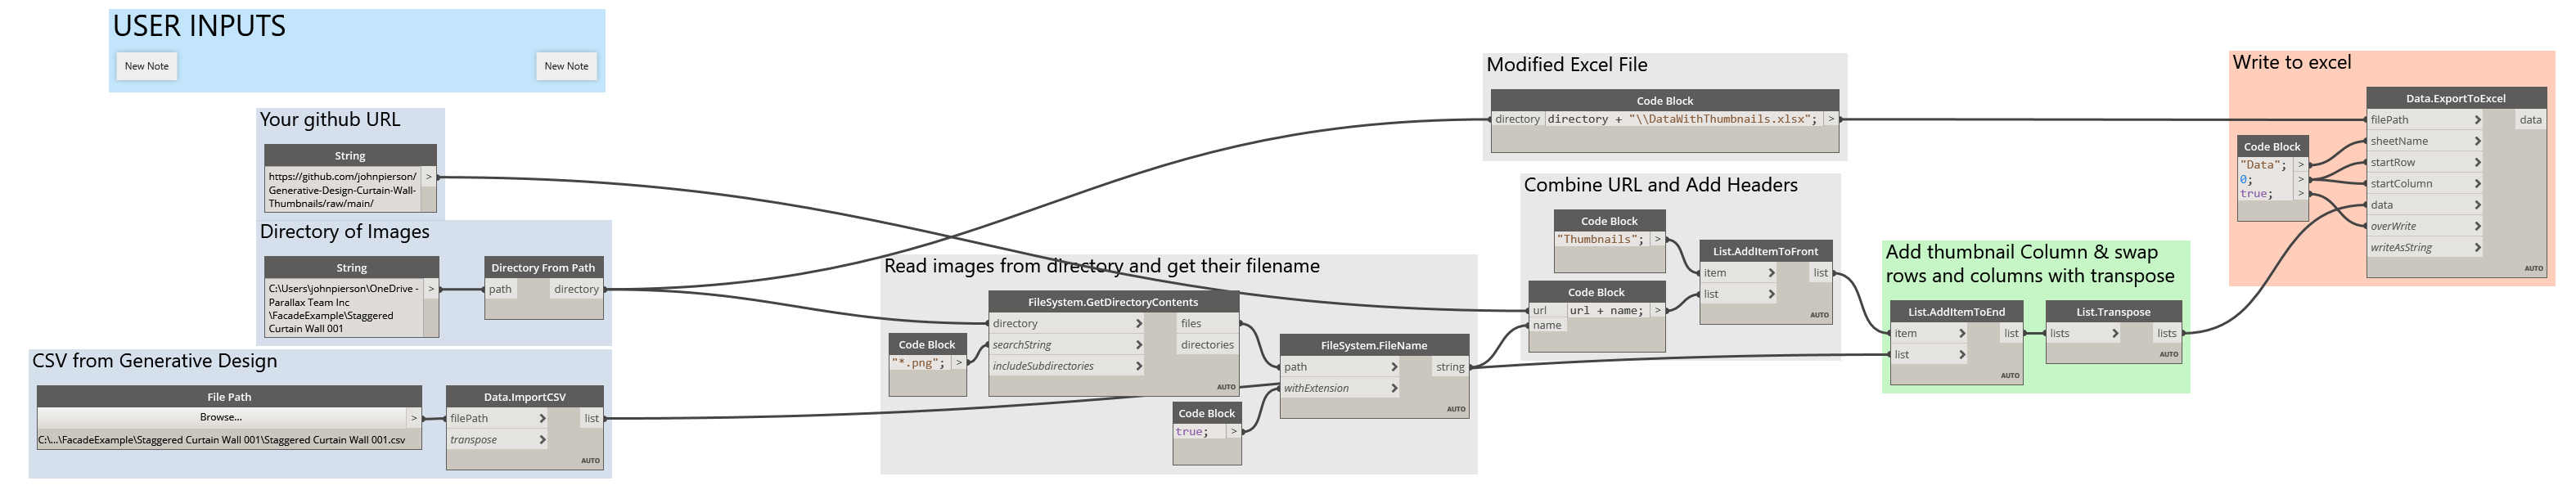 USER INPUTS
New Note
New Note
Your github URL
String
https://github.com/johnpierson/
Generative-Design-Curtain-Wall-
Thumbnails/raw/main/
>
Directory of Images
String
C:\Users\johnpierson\OneDrive -
Parallax Team Inc
\FacadeExample\Staggered
Curtain Wall 001
>
Directory From Path
path
directory
CSV from Generative Design
File Path
Browse...
>
C:\...\FacadeExample\Staggered Curtain Wall 001\Staggered Curtain Wall 001.csv
Data.ImportCSV
filePath > list
transpose >
AUTO
Read images from directory and get their filename
Code Block
"*.png"; >
FileSystem.GetDirectoryContents
directory > files
searchString > directories
includeSubdirectories >
AUTO
Code Block
true; >
FileSystem.FileName
path > string
withExtension >
AUTO
Modified Excel File
Code Block
directory directory + "\\DataWithThumbnails.xlsx"; >
Combine URL and Add Headers
Code Block
"Thumbnails"; >
Code Block
url url + name; >
name
List.AddItemToFront
item > list
list >
AUTO
Add thumbnail Column & swap
rows and columns with transpose
List.AddItemToEnd
item > list
list >
AUTO
List.Transpose
lists > lists
AUTO
Write to excel
Code Block
"Data"; >
0; >
true; >
Data.ExportToExcel
filePath > data
sheetName >
startRow >
startColumn >
data >
overWrite >
writeAsString >
AUTO